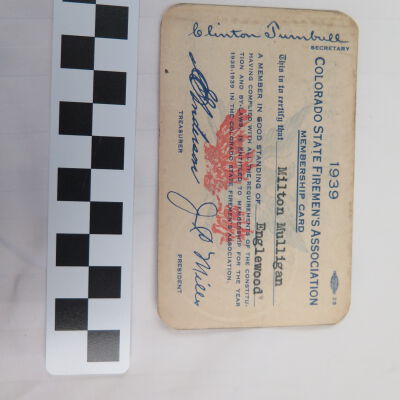 1939
COLORADO STATE FIREMEN'S ASSOCIATION
MEMBERSHIP CARD
This is to certify that Milton Mulligan
A MEMBER IN GOOD STANDING OF Englewood
HAVING COMPLIED WITH ALL THE REQUIREMENTS OF THE CONSTITU-
TION AND BY-LAWS, IS ENTITLED TO MEMBERSHIP FOR THE YEAR
1938-1939 IN THE COLORADO STATE FIREMEN'S ASSOCIATION.
Clinton Turnbull
SECRETARY
TREASURER
J. P. Miller
PRESIDENT